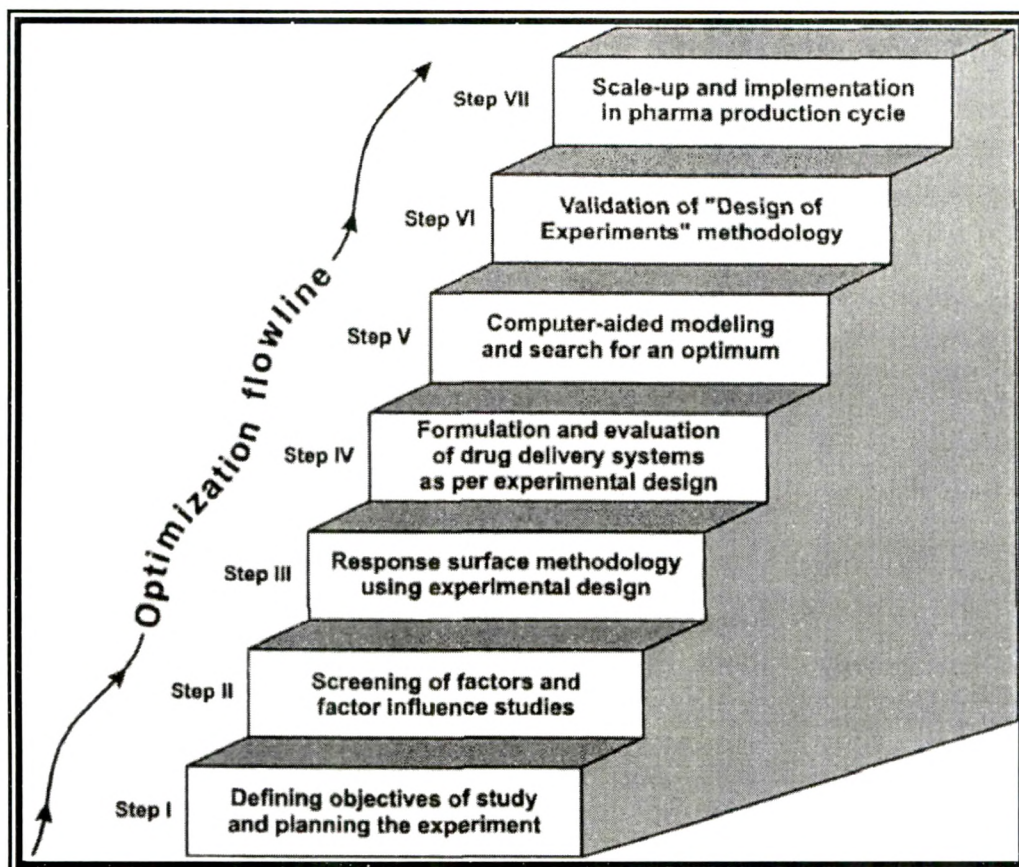 Step VII
Scale-up and implementation
in pharma production cycle
Step VI
Validation of "Design of
Experiments" methodology
Step V
Computer-aided modeling
and search for an optimum
Step IV
Formulation and evaluation
of drug delivery systems
as per experimental design
Step III
Response surface methodology
using experimental design
Step II
Screening of factors and
factor influence studies
Step I
Defining objectives of study
and planning the experiment
Optimization flowline